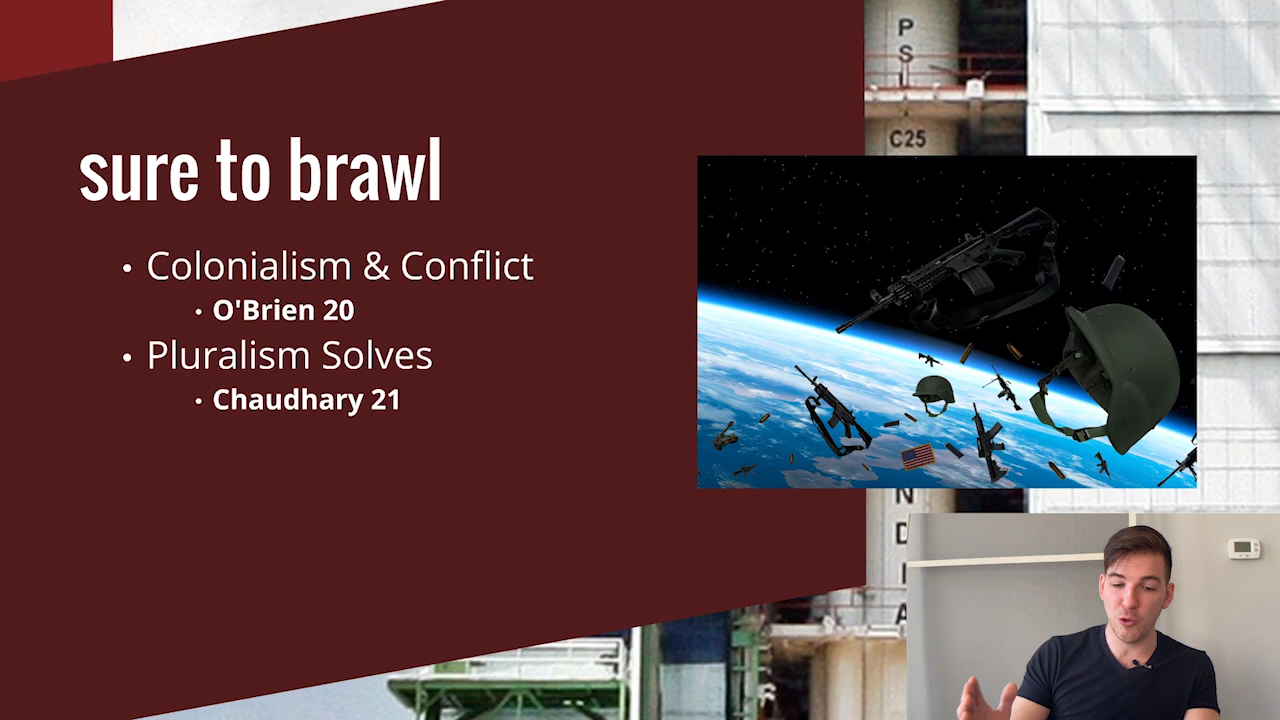 sure to brawl
• Colonialism & Conflict
• O'Brien 20
• Pluralism Solves
• Chaudhary 21
P
S
L
C25
N
D
I
A